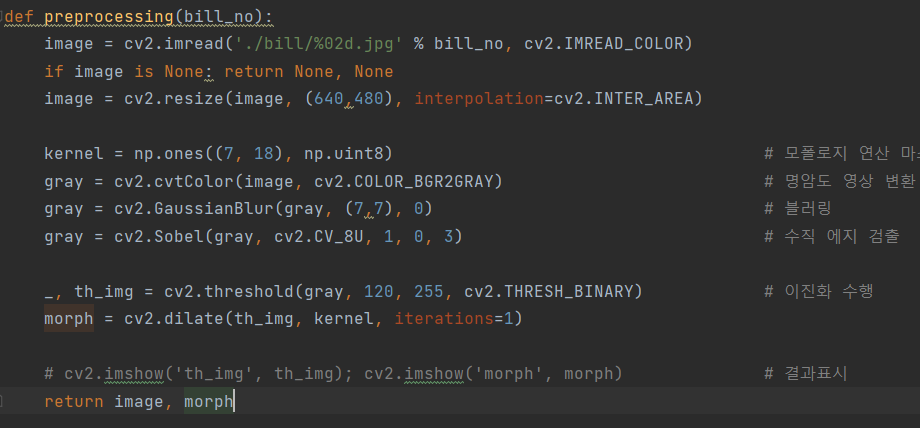 def preprocessing(bill_no):
image = cv2.imread('./bill/%02d.jpg' % bill_no, cv2.IMREAD_COLOR)
if image is None: return None, None
image = cv2.resize(image, (640,480), interpolation=cv2.INTER_AREA)
kernel = np.ones((7, 18), np.uint8) # 모폴로지 연산
gray = cv2.cvtColor(image, cv2.COLOR_BGR2GRAY) # 명암도 영상 변환
gray = cv2.GaussianBlur(gray, (7,7), 0) # 블러링
gray = cv2.Sobel(gray, cv2.CV_8U, 1, 0, 3) # 수직 에지 검출
_, th_img = cv2.threshold(gray, 120, 255, cv2.THRESH_BINARY) # 이진화 수행
morph = cv2.dilate(th_img, kernel, iterations=1)
# cv2.imshow('th_img', th_img); cv2.imshow('morph', morph) # 결과표시
return image, morph